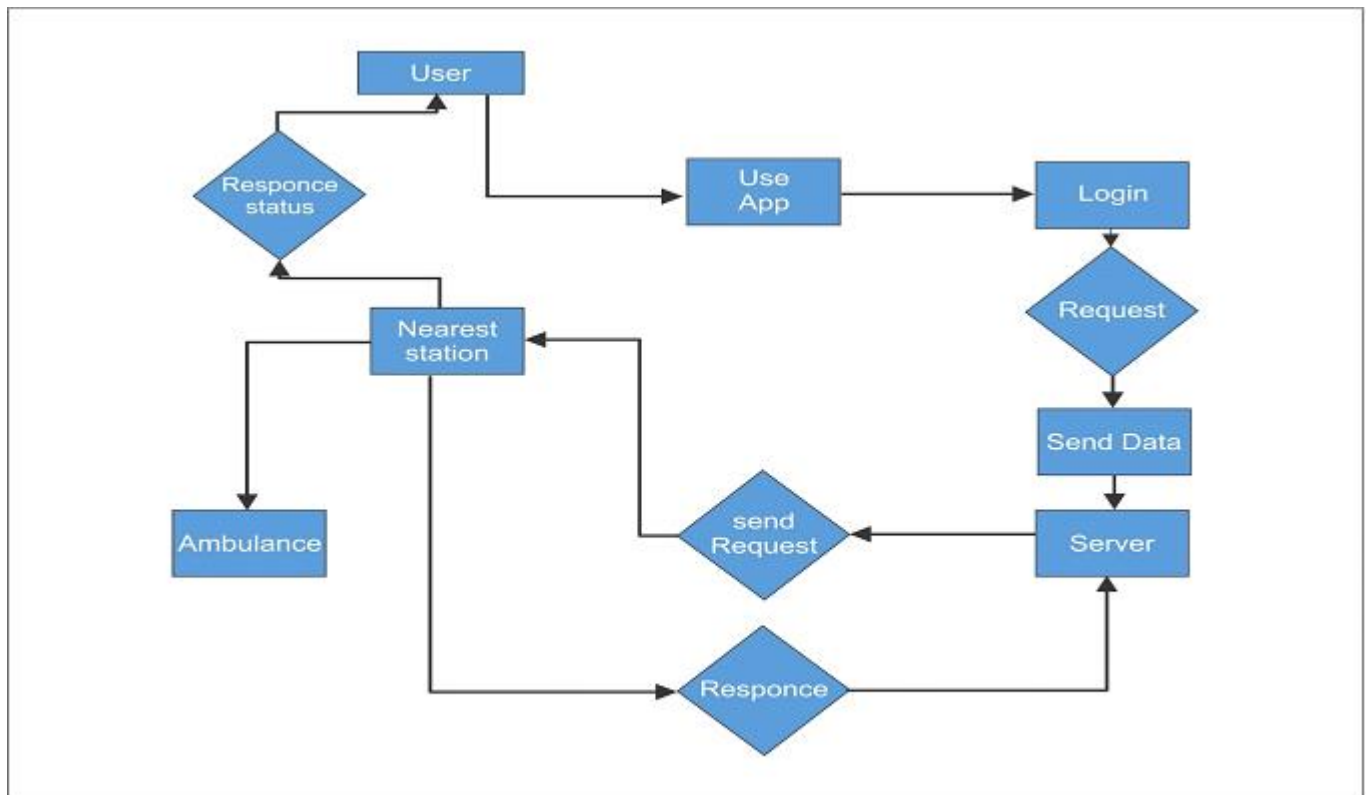 User
Use
App
Login
Responce
status
Request
Nearest
station
Send Data
send
Request
Server
Ambulance
Responce